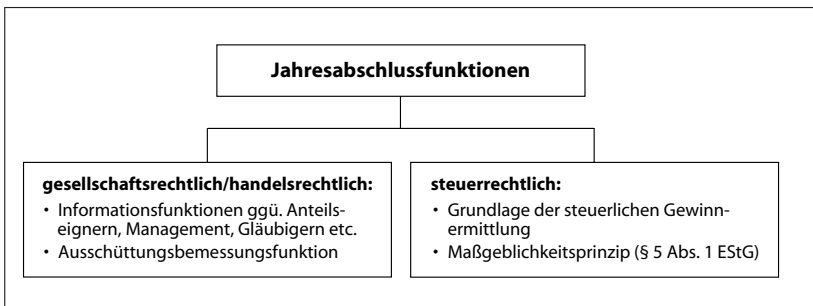 Jahresabschlussfunktionen
gesellschaftsrechtlich/handelsrechtlich:
• Informationsfunktionen ggü. Anteils-
eignern, Management, Gläubigern etc.
• Ausschüttungsbemessungsfunktion
steuerrechtlich:
• Grundlage der steuerlichen Gewinn-
ermittlung
• Maßgeblichkeitsprinzip (§ 5 Abs. 1 EStG)